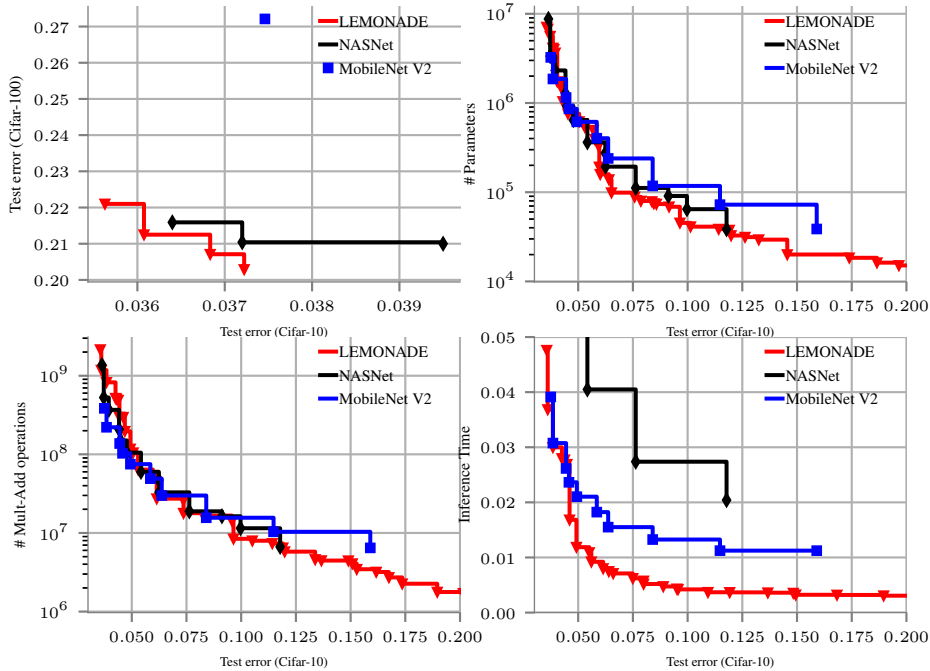 LEMONADE
NASNet
MobileNet V2
Test error (Cifar-100)
0.27
0.26
0.25
0.24
0.23
0.22
0.21
0.20
0.036
0.037
0.038
0.039
Test error (Cifar-10)
LEMONADE
NASNet
MobileNet V2
# Parameters
10^7
10^6
10^5
10^4
0.050
0.075
0.100
0.125
0.150
0.175
0.200
Test error (Cifar-10)
LEMONADE
NASNet
MobileNet V2
# Mult-Add operations
10^9
10^8
10^7
10^6
0.050
0.075
0.100
0.125
0.150
0.175
0.200
Test error (Cifar-10)
LEMONADE
NASNet
MobileNet V2
Inference Time
0.05
0.04
0.03
0.02
0.01
0.00
0.050
0.075
0.100
0.125
0.150
0.175
0.200
Test error (Cifar-10)